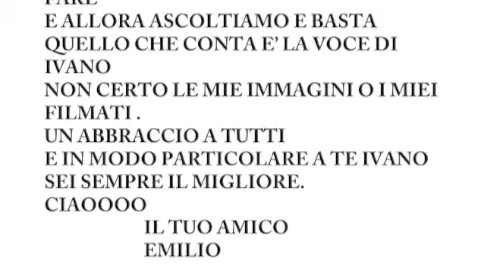 FARE
E ALLORA ASCOLTIAMO E BASTA
QUELLO CHE CONTA E' LA VOCE DI
IVANO
NON CERTO LE MIE IMMAGINI O I MIEI
FILMATI .
UN ABBRACCIO A TUTTI
E IN MODO PARTICOLARE A TE IVANO
SEI SEMPRE IL MIGLIORE.
CIAOOOO
IL TUO AMICO
EMILIO